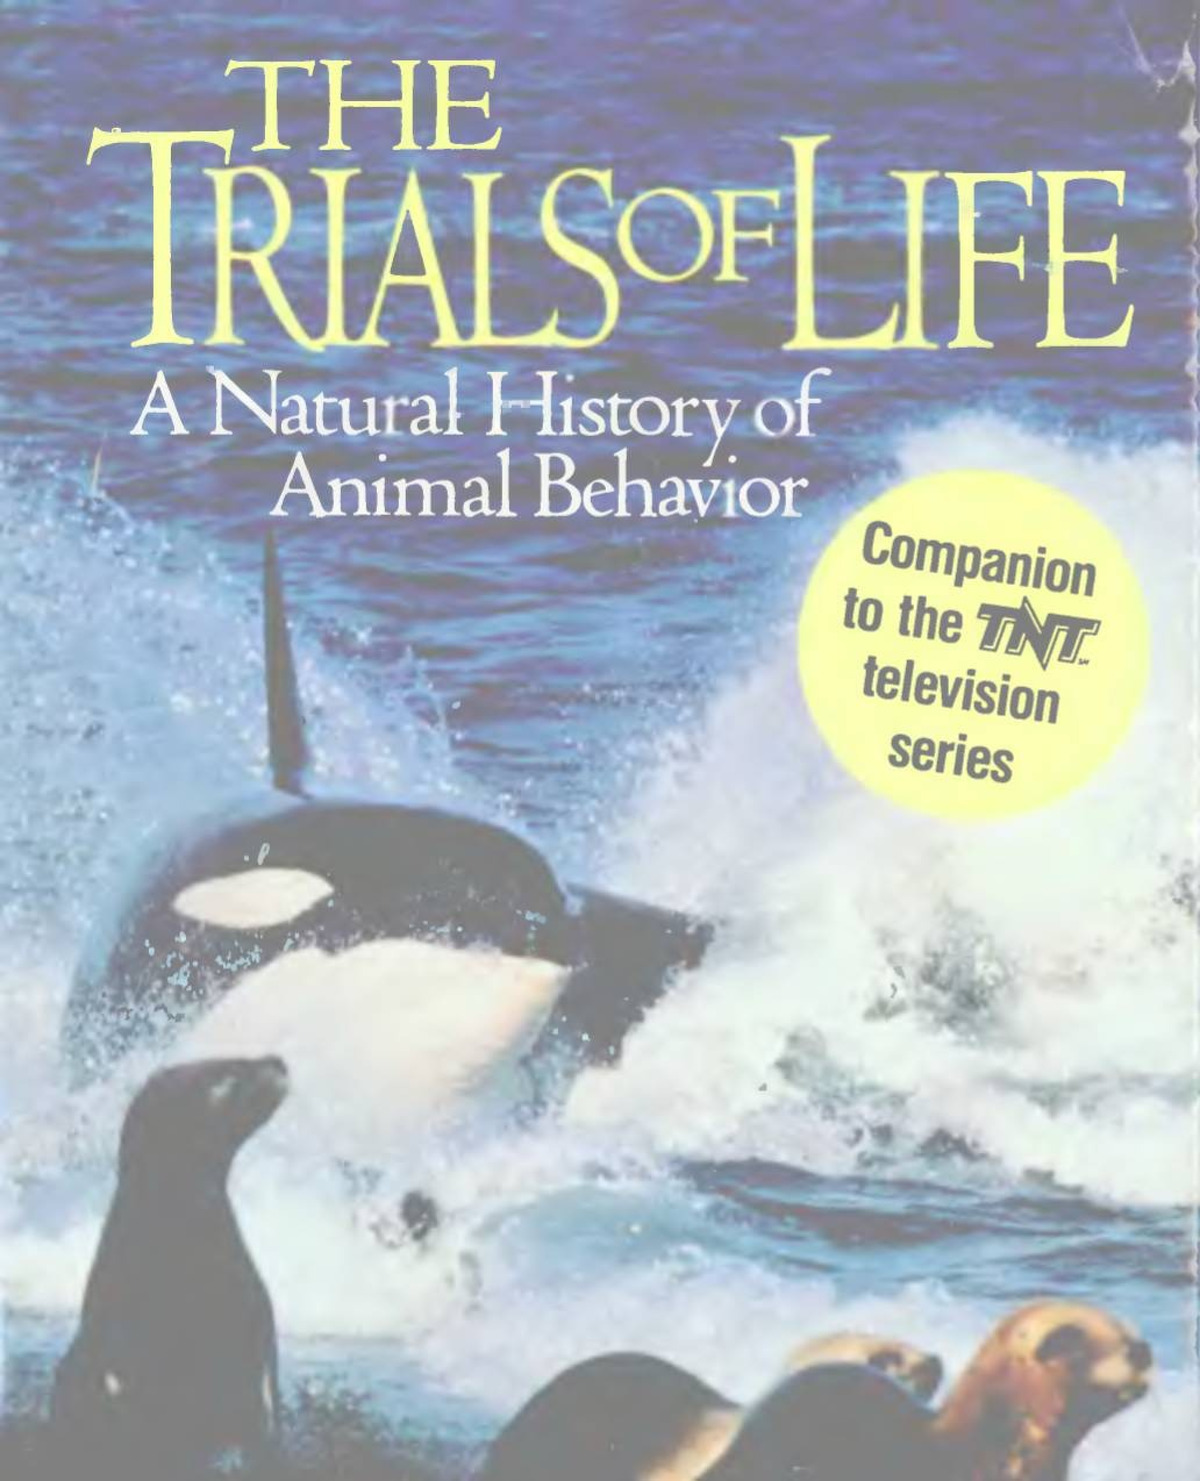 THE
TRIALS OF LIFE
A Natural History of
Animal Behavior
Companion
to the TNT
television
series